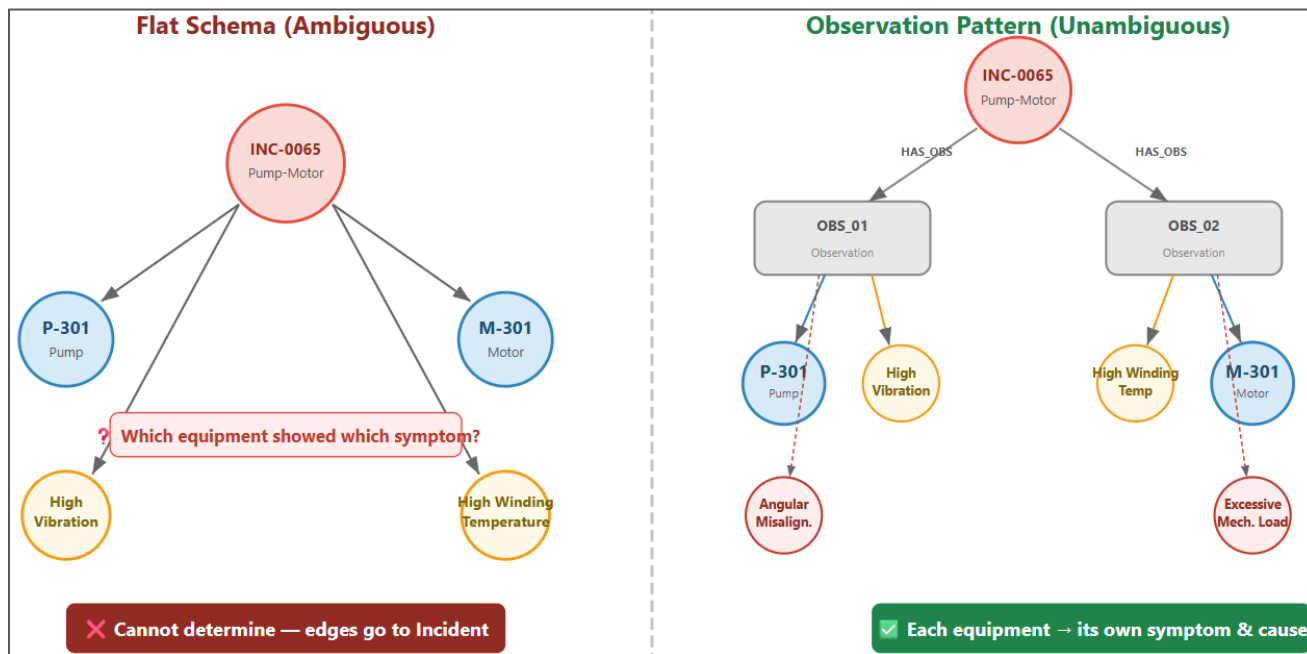 Flat Schema (Ambiguous)
INC-0065
Pump-Motor
P-301
Pump
M-301
Motor
❓ Which equipment showed which symptom?
High
Vibration
High Winding
Temperature
❌ Cannot determine — edges go to Incident
Observation Pattern (Unambiguous)
INC-0065
Pump-Motor
HAS_OBS
HAS_OBS
OBS_01
Observation
OBS_02
Observation
P-301
Pump
High
Vibration
High Winding
Temp
M-301
Motor
Angular
Misalign.
Excessive
Mech. Load
✅ Each equipment → its own symptom & cause